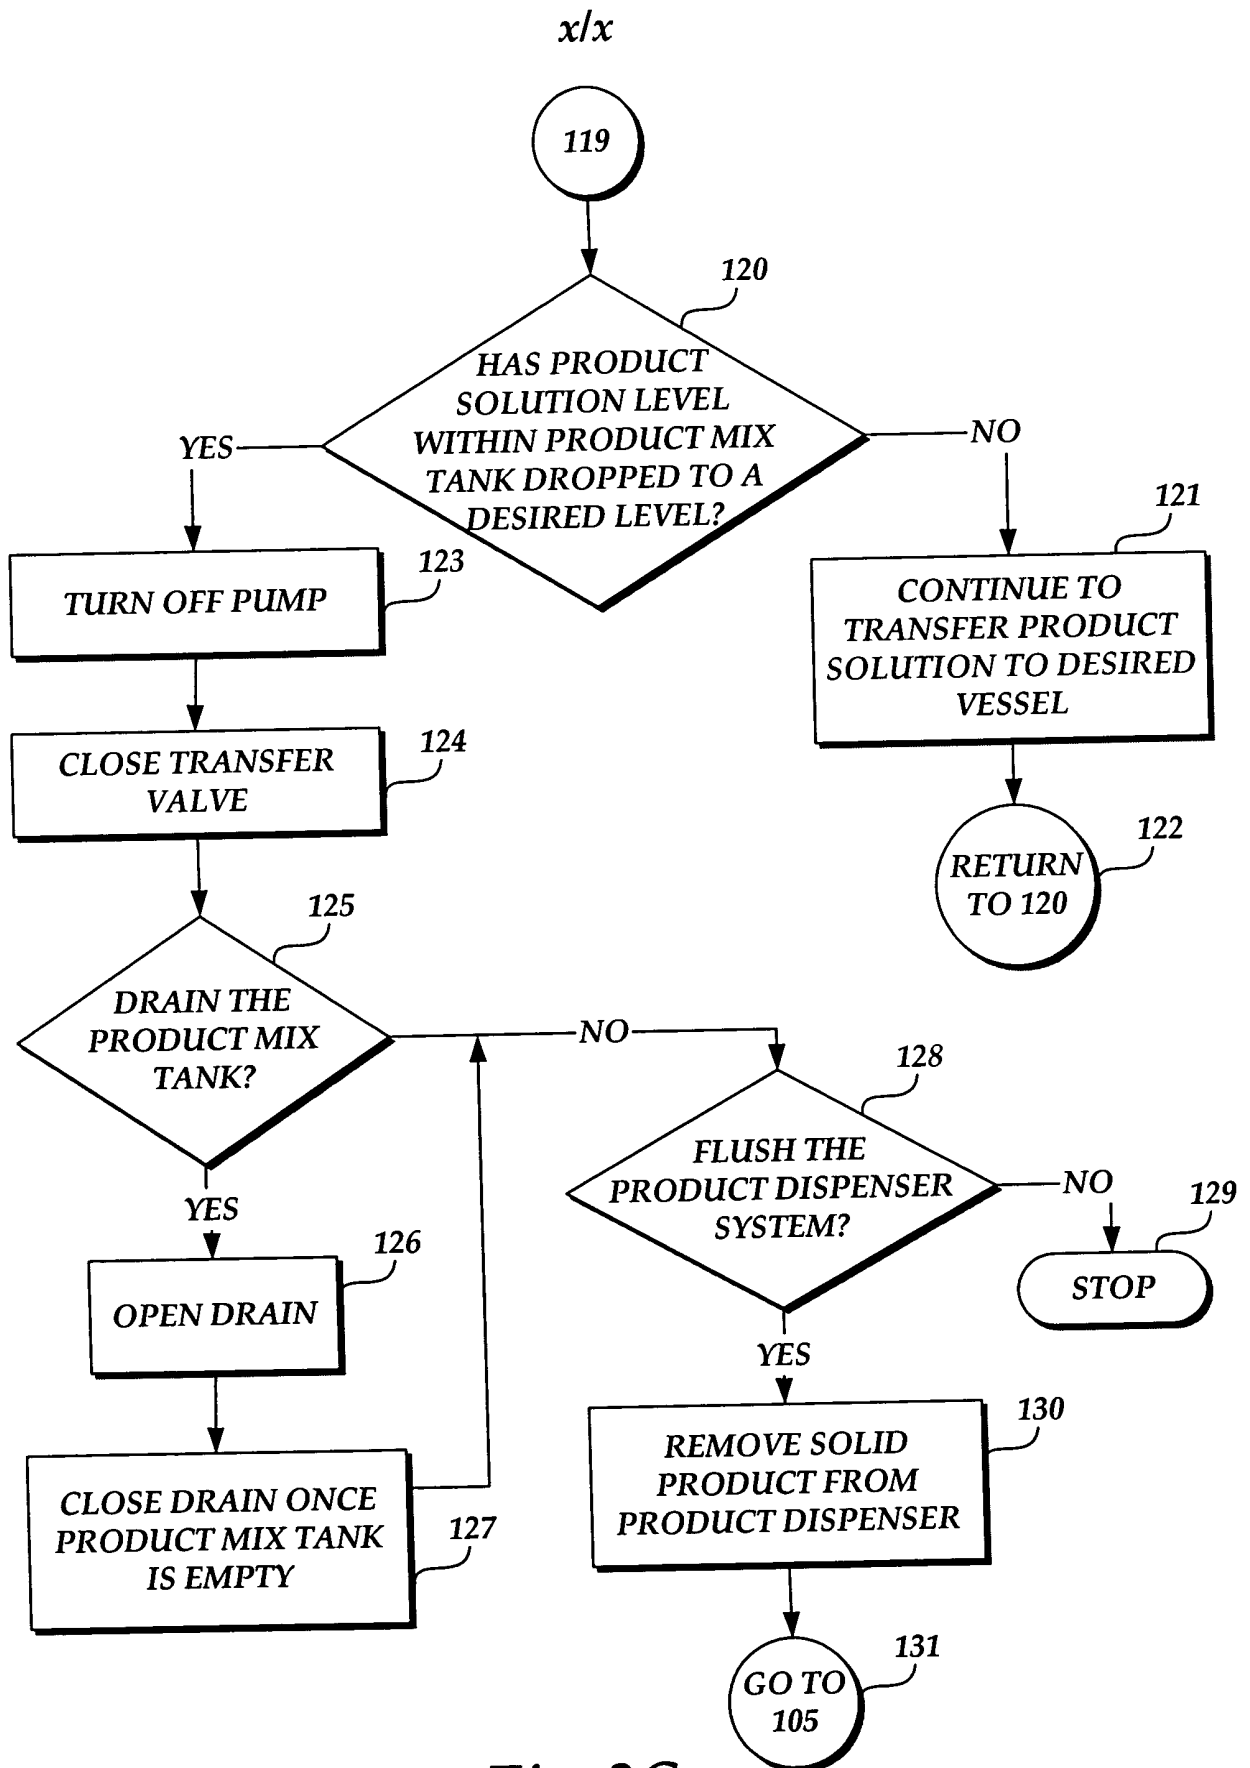 x/x
119
120
HAS PRODUCT
SOLUTION LEVEL
WITHIN PRODUCT MIX
TANK DROPPED TO A
DESIRED LEVEL?
YES
NO
121
123
TURN OFF PUMP
CONTINUE TO
TRANSFER PRODUCT
SOLUTION TO DESIRED
VESSEL
124
CLOSE TRANSFER
VALVE
122
RETURN
TO 120
125
DRAIN THE
PRODUCT MIX
TANK?
NO
128
FLUSH THE
PRODUCT DISPENSER
SYSTEM?
NO
129
STOP
YES
126
OPEN DRAIN
YES
130
REMOVE SOLID
PRODUCT FROM
PRODUCT DISPENSER
CLOSE DRAIN ONCE
PRODUCT MIX TANK
IS EMPTY
127
131
GO TO
105